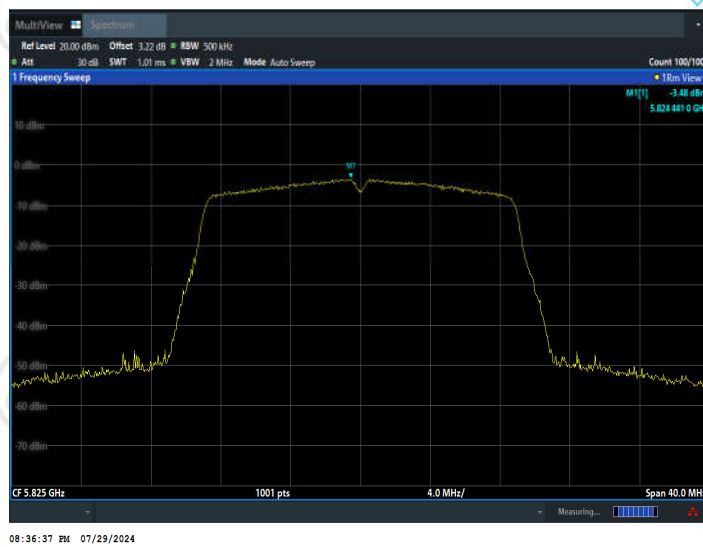 MultiView Spectrum
Ref Level 20.00 dBm Offset 3.22 dB RBW 500 kHz
Att 30 dB SWT 1.01 ms VBW 2 MHz Mode Auto Sweep Count 100/100
1 Frequency Sweep 1Rm View
M1[1] -3.48 dBm
5.824 441 0 GH
10 dBm
0 dBm
M1
-10 dBm
-20 dBm
-30 dBm
-40 dBm
-50 dBm
-60 dBm
-70 dBm
CF 5.825 GHz 1001 pts 4.0 MHz/ Span 40.0 MH
Measuring...
08:36:37 PM 07/29/2024